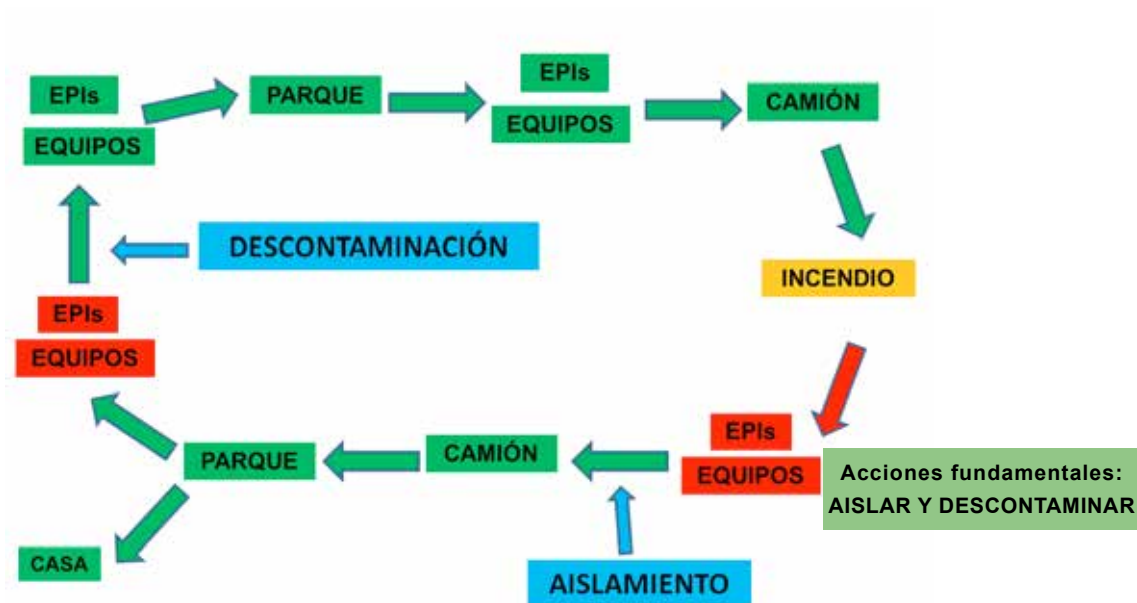 EPIs
EQUIPOS
PARQUE
EPIs
EQUIPOS
CAMIÓN
DESCONTAMINACIÓN
INCENDIO
EPIs
EQUIPOS
EPIs
EQUIPOS
Acciones fundamentales:
AISLAR Y DESCONTAMINAR
CAMIÓN
PARQUE
CASA
AISLAMIENTO